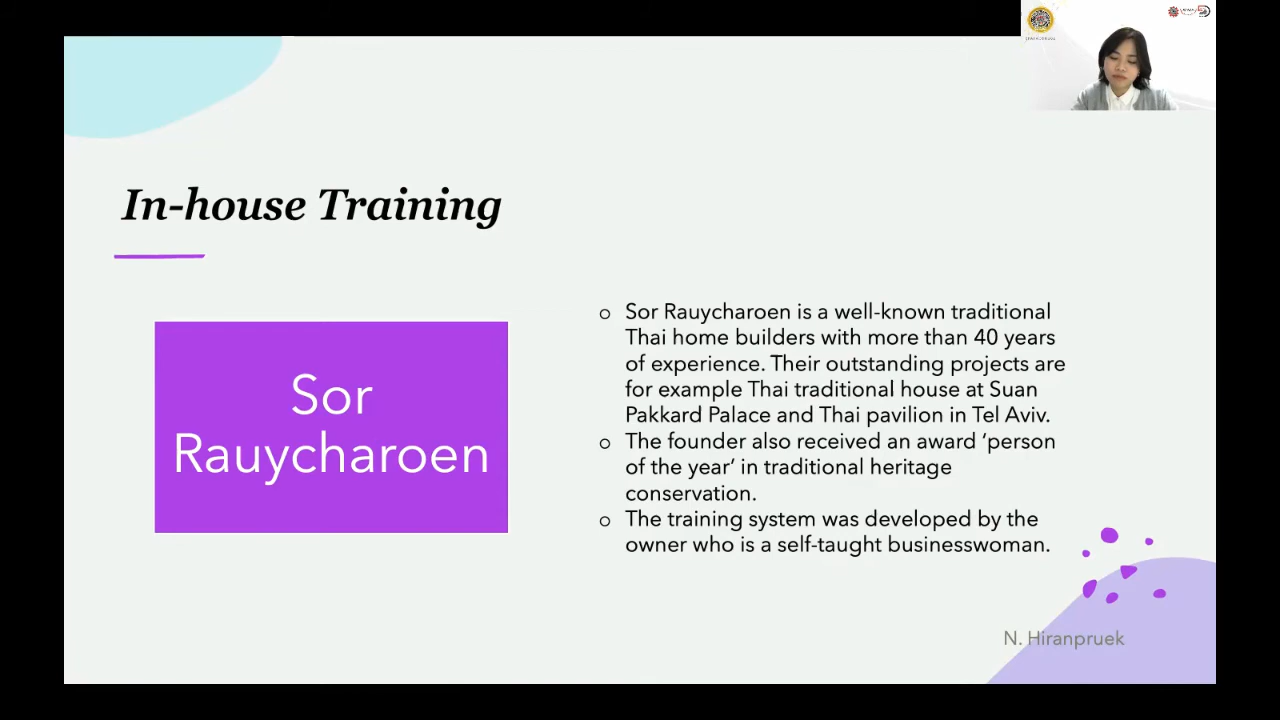 In-house Training
Sor
Rauycharoen
o Sor Rauycharoen is a well-known traditional
Thai home builders with more than 40 years
of experience. Their outstanding projects are
for example Thai traditional house at Suan
Pakkard Palace and Thai pavilion in Tel Aviv.
o The founder also received an award ‘person
of the year’ in traditional heritage
conservation.
o The training system was developed by the
owner who is a self-taught businesswoman.
N. Hiranpruek